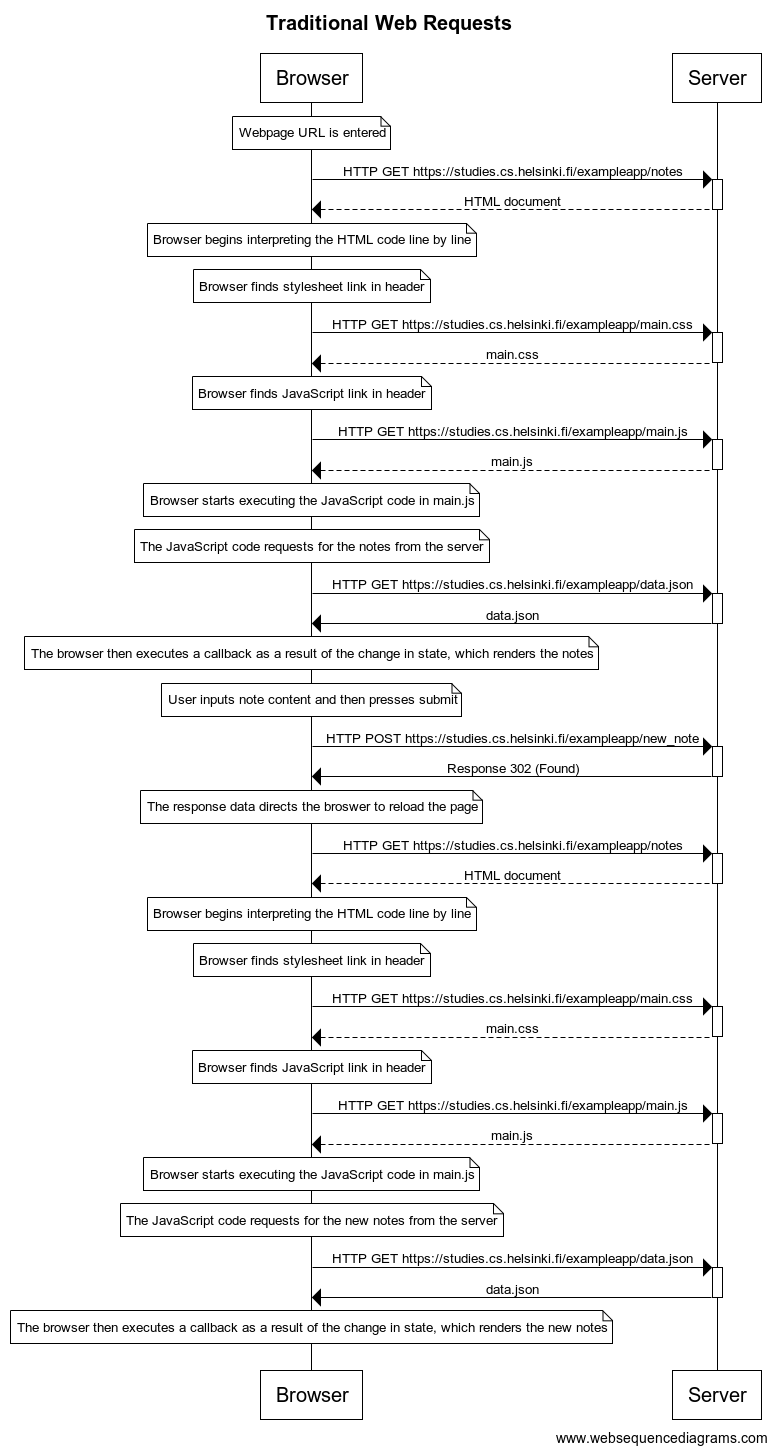 Traditional Web Requests
Browser
Server
Webpage URL is entered
HTTP GET https://studies.cs.helsinki.fi/exampleapp/notes
HTML document
Browser begins interpreting the HTML code line by line
Browser finds stylesheet link in header
HTTP GET https://studies.cs.helsinki.fi/exampleapp/main.css
main.css
Browser finds JavaScript link in header
HTTP GET https://studies.cs.helsinki.fi/exampleapp/main.js
main.js
Browser starts executing the JavaScript code in main.js
The JavaScript code requests for the notes from the server
HTTP GET https://studies.cs.helsinki.fi/exampleapp/data.json
data.json
The browser then executes a callback as a result of the change in state, which renders the notes
User inputs note content and then presses submit
HTTP POST https://studies.cs.helsinki.fi/exampleapp/new_note
Response 302 (Found)
The response data directs the broswer to reload the page
HTTP GET https://studies.cs.helsinki.fi/exampleapp/notes
HTML document
Browser begins interpreting the HTML code line by line
Browser finds stylesheet link in header
HTTP GET https://studies.cs.helsinki.fi/exampleapp/main.css
main.css
Browser finds JavaScript link in header
HTTP GET https://studies.cs.helsinki.fi/exampleapp/main.js
main.js
Browser starts executing the JavaScript code in main.js
The JavaScript code requests for the new notes from the server
HTTP GET https://studies.cs.helsinki.fi/exampleapp/data.json
data.json
The browser then executes a callback as a result of the change in state, which renders the new notes
Browser
Server
www.websequencediagrams.com